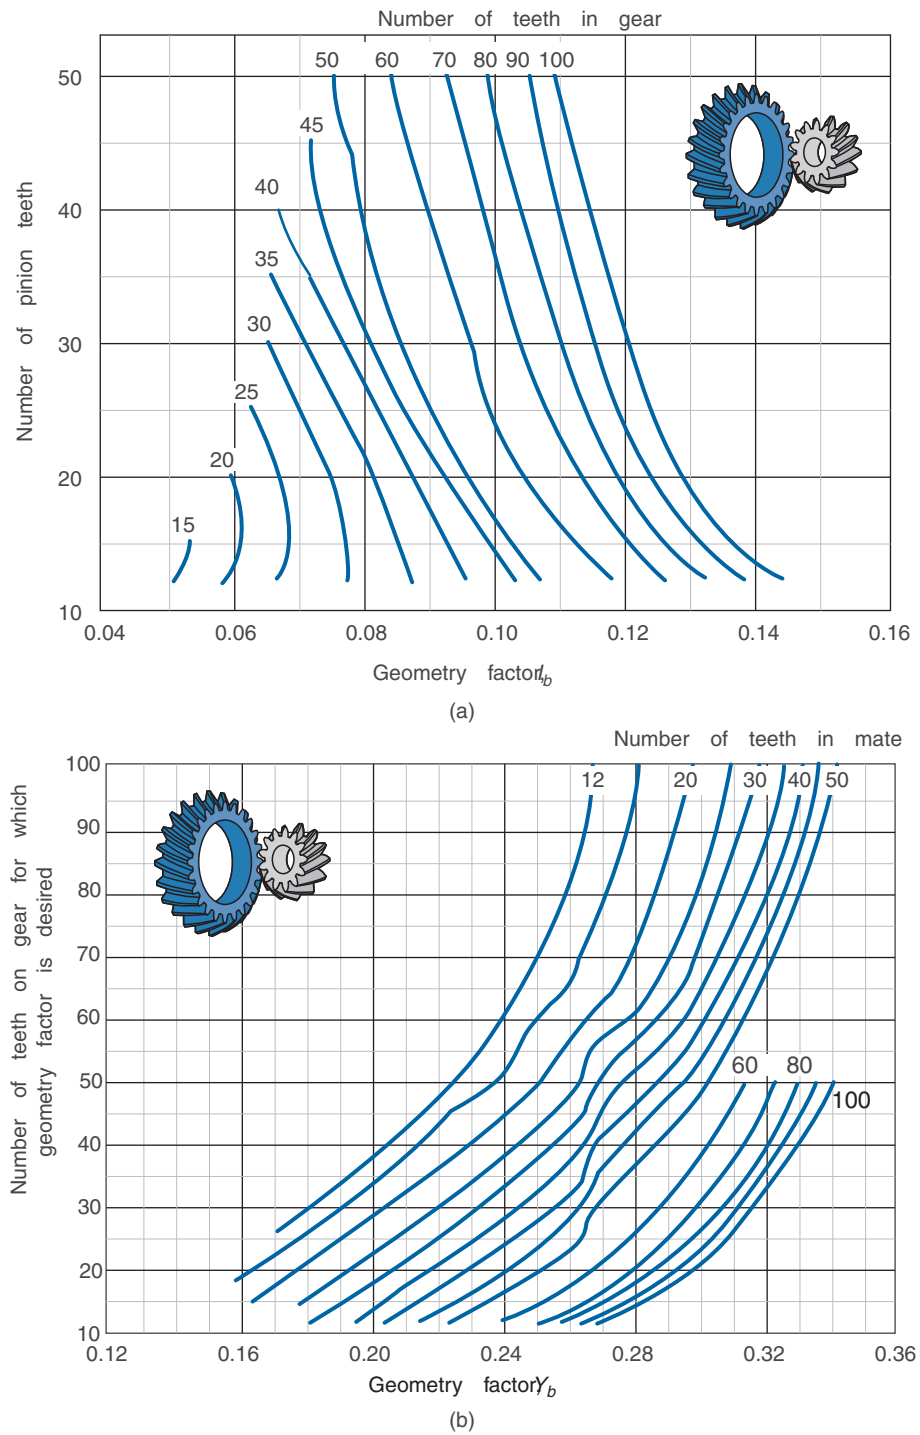 Number of teeth in gear
50 60 70 80 90 100
50
45
40
40
35
30
30
25
20
20
15
10
0.04 0.06 0.08 0.10 0.12 0.14 0.16
Number of pinion teeth
Geometry factor, I_b
(a)
Number of teeth in mate
100
12 20 30 40 50
90
80
70
60
60 80
50
100
40
30
20
10
0.12 0.16 0.20 0.24 0.28 0.32 0.36
Number of teeth on gear for which
geometry factor is desired
Geometry factor, Y_b
(b)